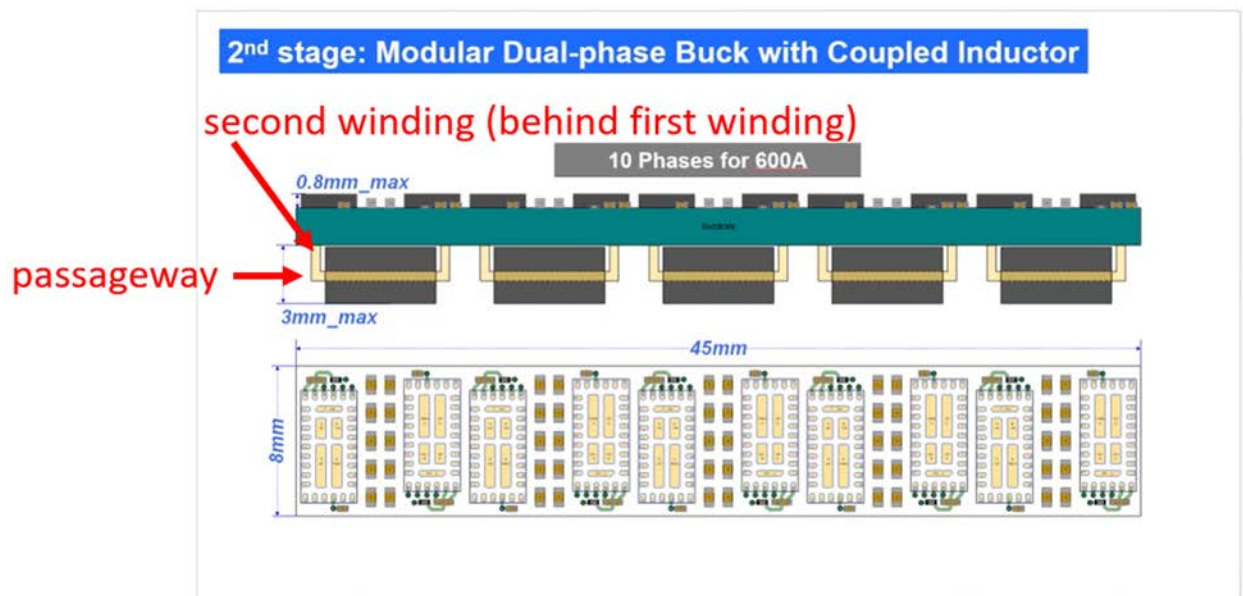 2nd stage: Modular Dual-phase Buck with Coupled Inductor
second winding (behind first winding)
10 Phases for 600A
0.8mm_max
passageway
3mm_max
45mm
8mm